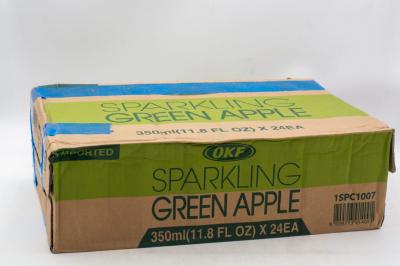 SPARKLING
GREEN APPLE
350ml(11.8 FL OZ) X 24EA
IMPORTED
OKF
SPARKLING
GREEN APPLE
350ml(11.8 FL OZ) X 24EA
1SPC1007